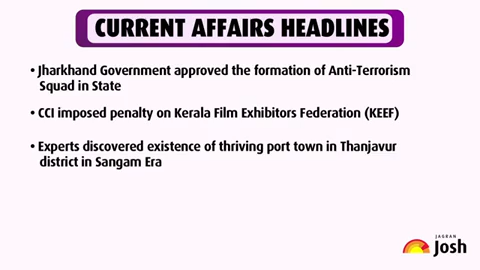 CURRENT AFFAIRS HEADLINES
• Jharkhand Government approved the formation of Anti-Terrorism
Squad in State
• CCI imposed penalty on Kerala Film Exhibitors Federation (KEEF)
• Experts discovered existence of thriving port town in Thanjavur
district in Sangam Era
JAGRAN
Josh